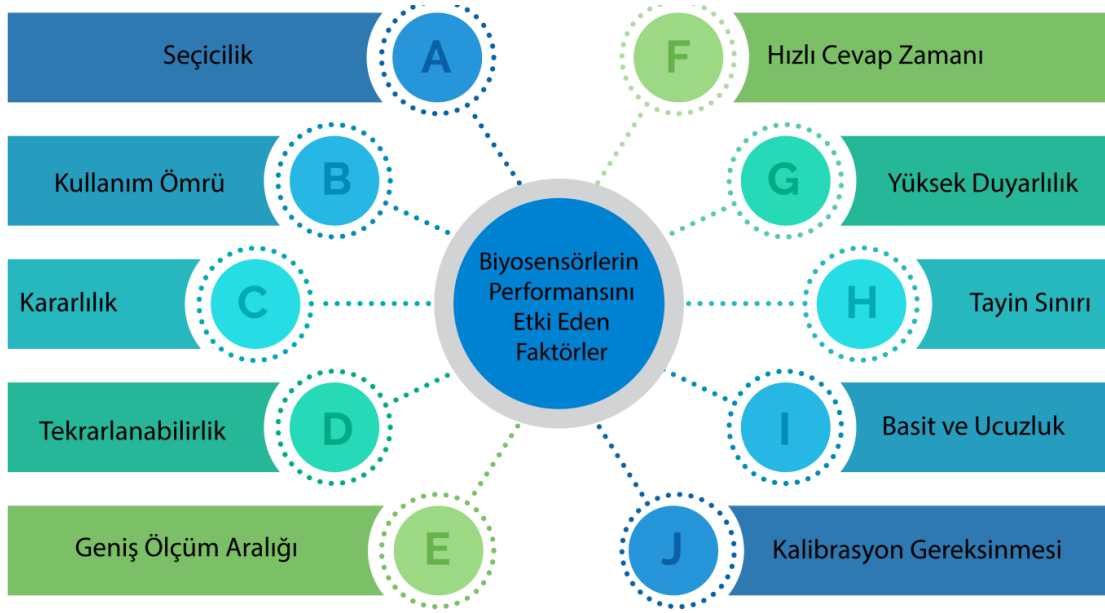 A
Seçicilik
B
Kullanım Ömrü
C
Kararlılık
D
Tekrarlanabilirlik
E
Geniş Ölçüm Aralığı
Biyosensörlerin
Performansını
Etki Eden
Faktörler
F
Hızlı Cevap Zamanı
G
Yüksek Duyarlılık
H
Tayin Sınırı
I
Basit ve Ucuzluk
J
Kalibrasyon Gereksinmesi